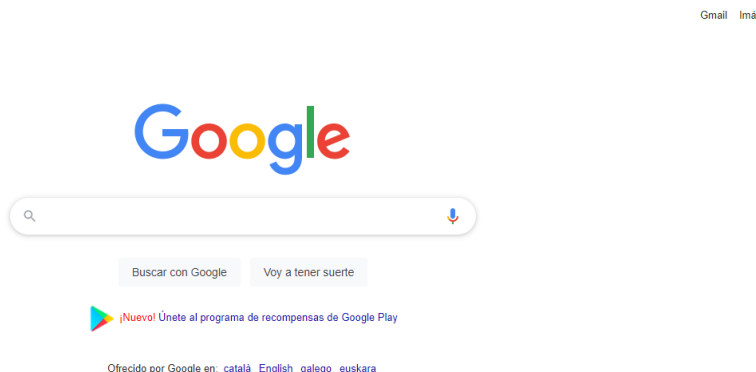 Gmail Imá
Google
Buscar con Google Voy a tener suerte
¡Nuevo! Únete al programa de recompensas de Google Play
Ofrecido por Google en: català English galego euskara